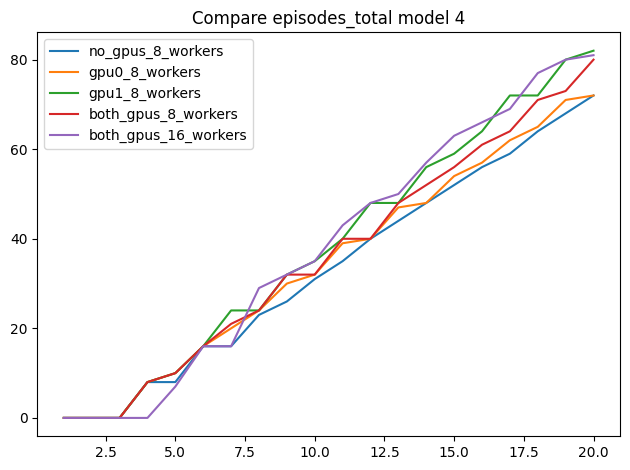 Compare episodes_total model 4
no_gpus_8_workers
gpu0_8_workers
gpu1_8_workers
both_gpus_8_workers
both_gpus_16_workers
80
60
40
20
0
2.5 5.0 7.5 10.0 12.5 15.0 17.5 20.0